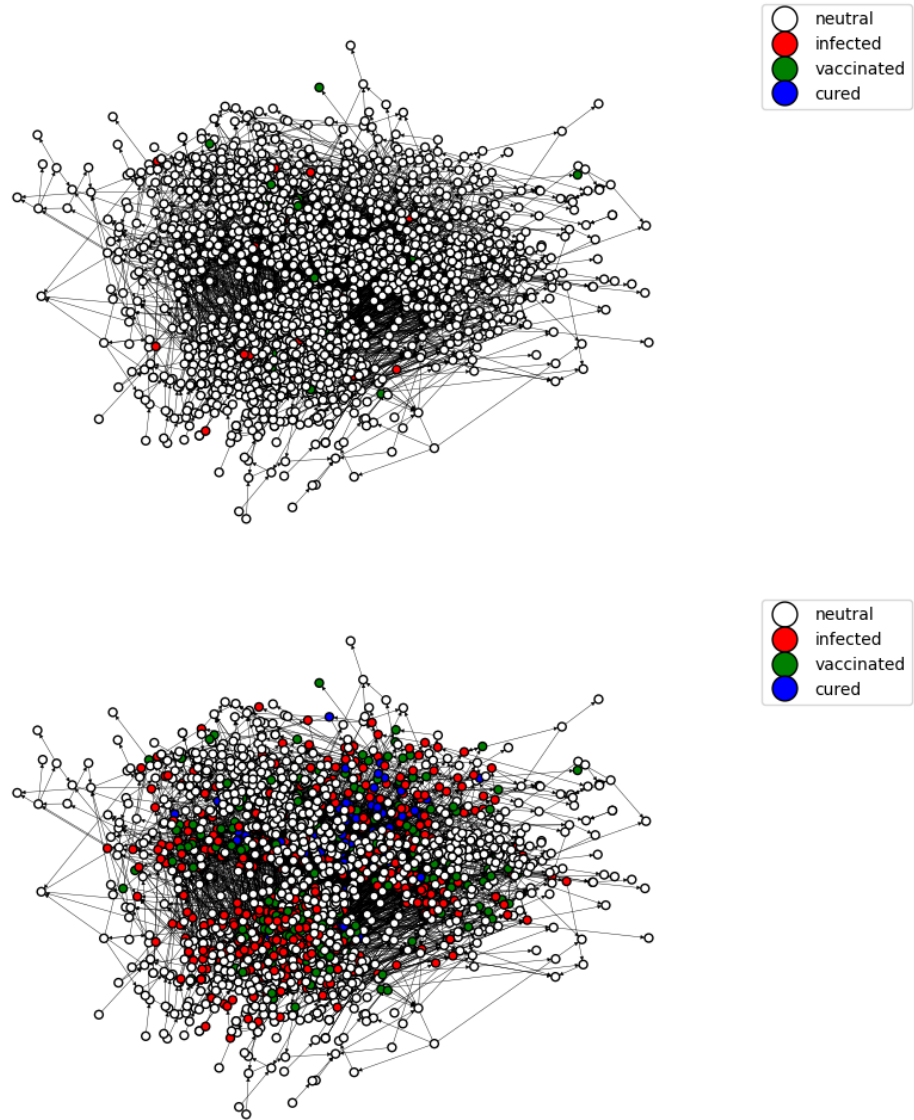 neutral
infected
vaccinated
cured
neutral
infected
vaccinated
cured